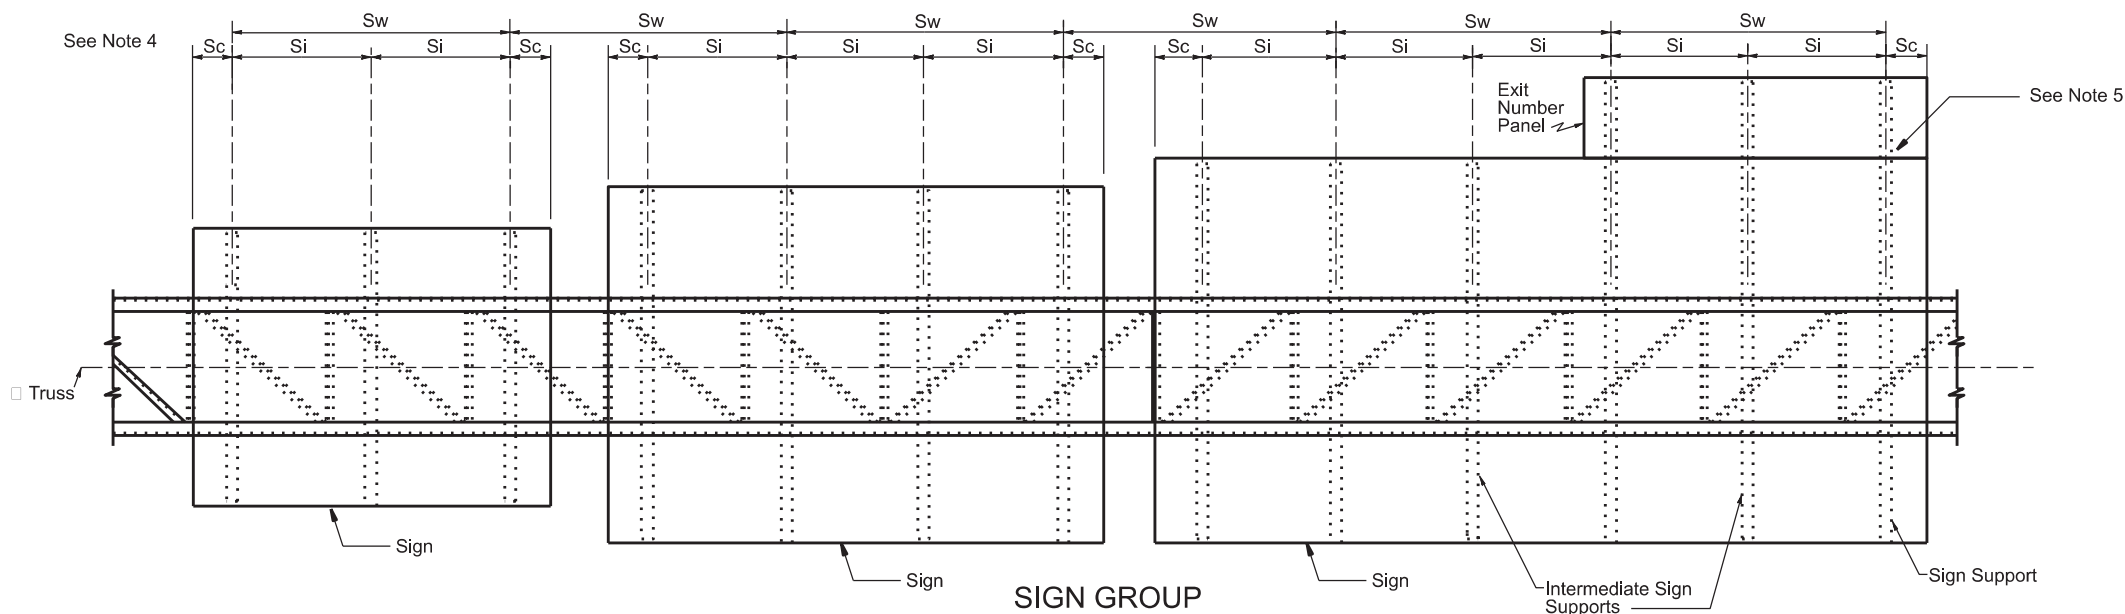 Sw Sw Sw Sw Sw Sw
See Note 4
Sc Si Si Sc Sc Si Si Si Sc Sc Si Si Si Si Si Sc
Exit
Number
Panel
See Note 5
Truss
Sign
Sign
Sign
Intermediate Sign
Supports
Sign Support
SIGN GROUP